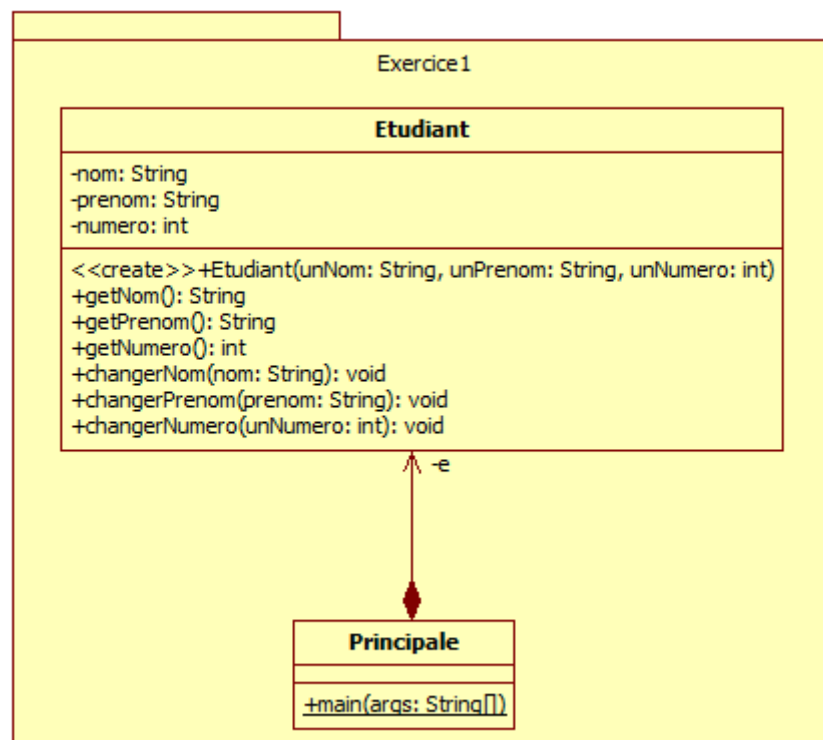 Exercice1
Etudiant
-nom: String
-prenom: String
-numero: int
<<create>>+Etudiant(unNom: String, unPrenom: String, unNumero: int)
+getNom(): String
+getPrenom(): String
+getNumero(): int
+changerNom(nom: String): void
+changerPrenom(prenom: String): void
+changerNumero(unNumero: int): void
-e
Principale
+main(args: String[])